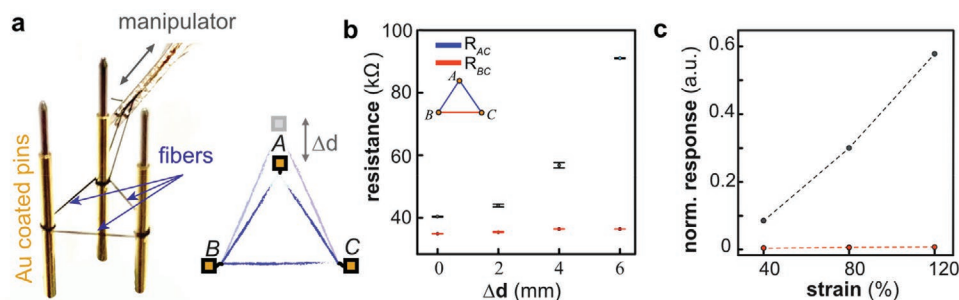 a
manipulator
Au coated pins
fibers
A
Δd
B
C
b
R_AC
R_BC
A
B
C
resistance (kΩ)
100
80
60
40
0
2
4
6
Δd (mm)
c
norm. response (a.u.)
0.6
0.4
0.2
0
40
80
120
strain (%)